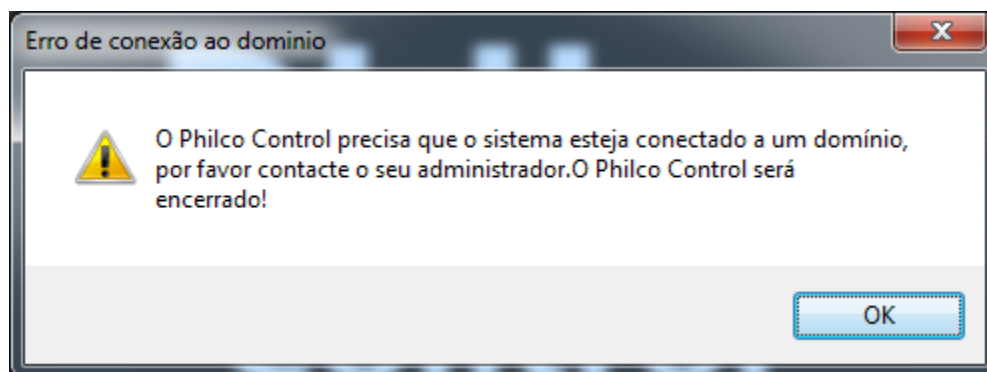 Erro de conexão ao dominio
O Philco Control precisa que o sistema esteja conectado a um domínio,
por favor contacte o seu administrador.O Philco Control será
encerrado!
OK